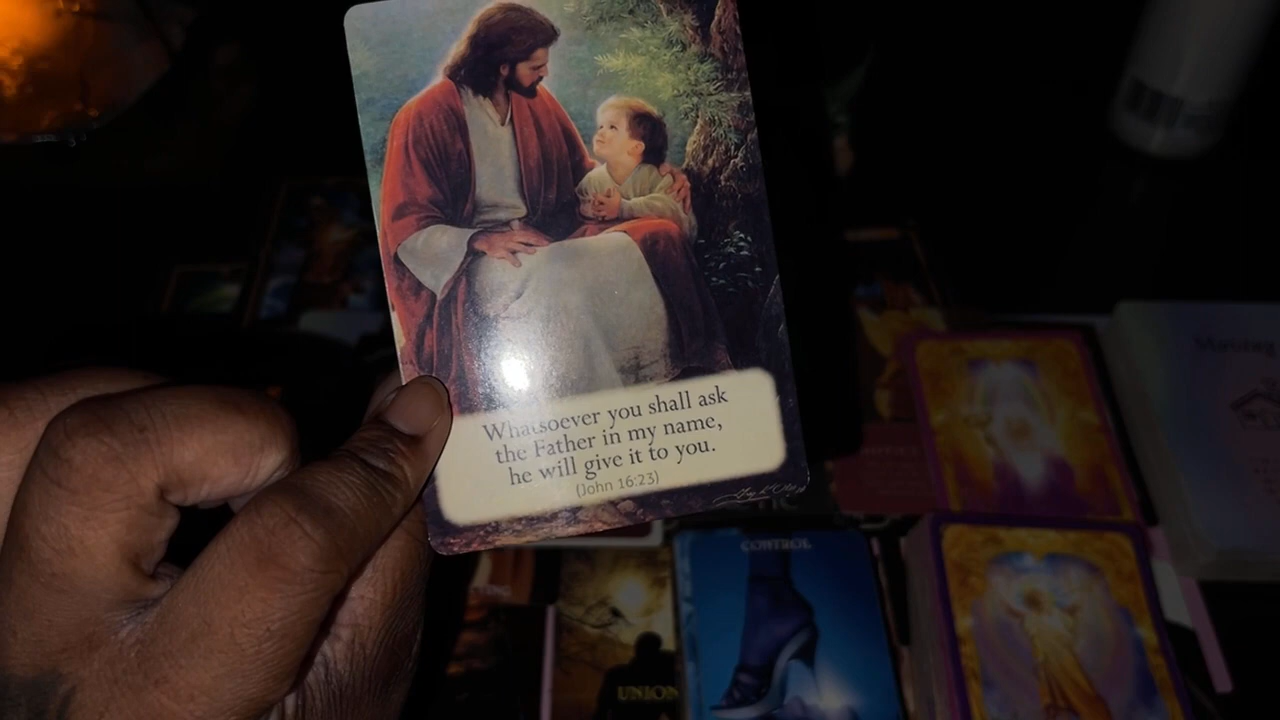 Whatsoever you shall ask
the Father in my name,
he will give it to you.
(John 16:23)
CONTROL
UNION